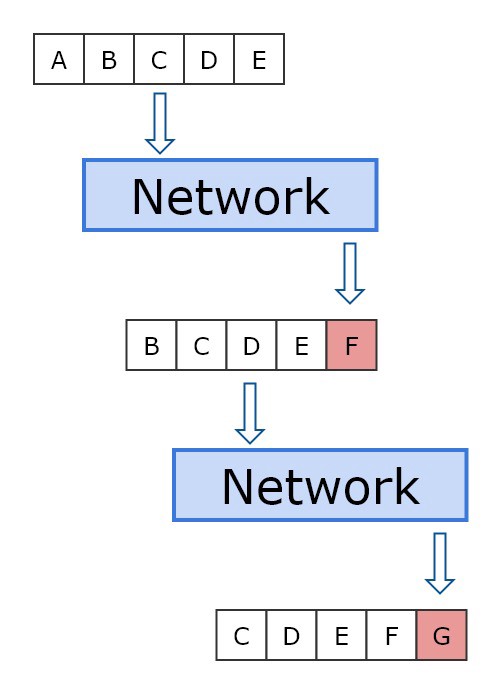 A B C D E
Network
B C D E F
Network
C D E F G